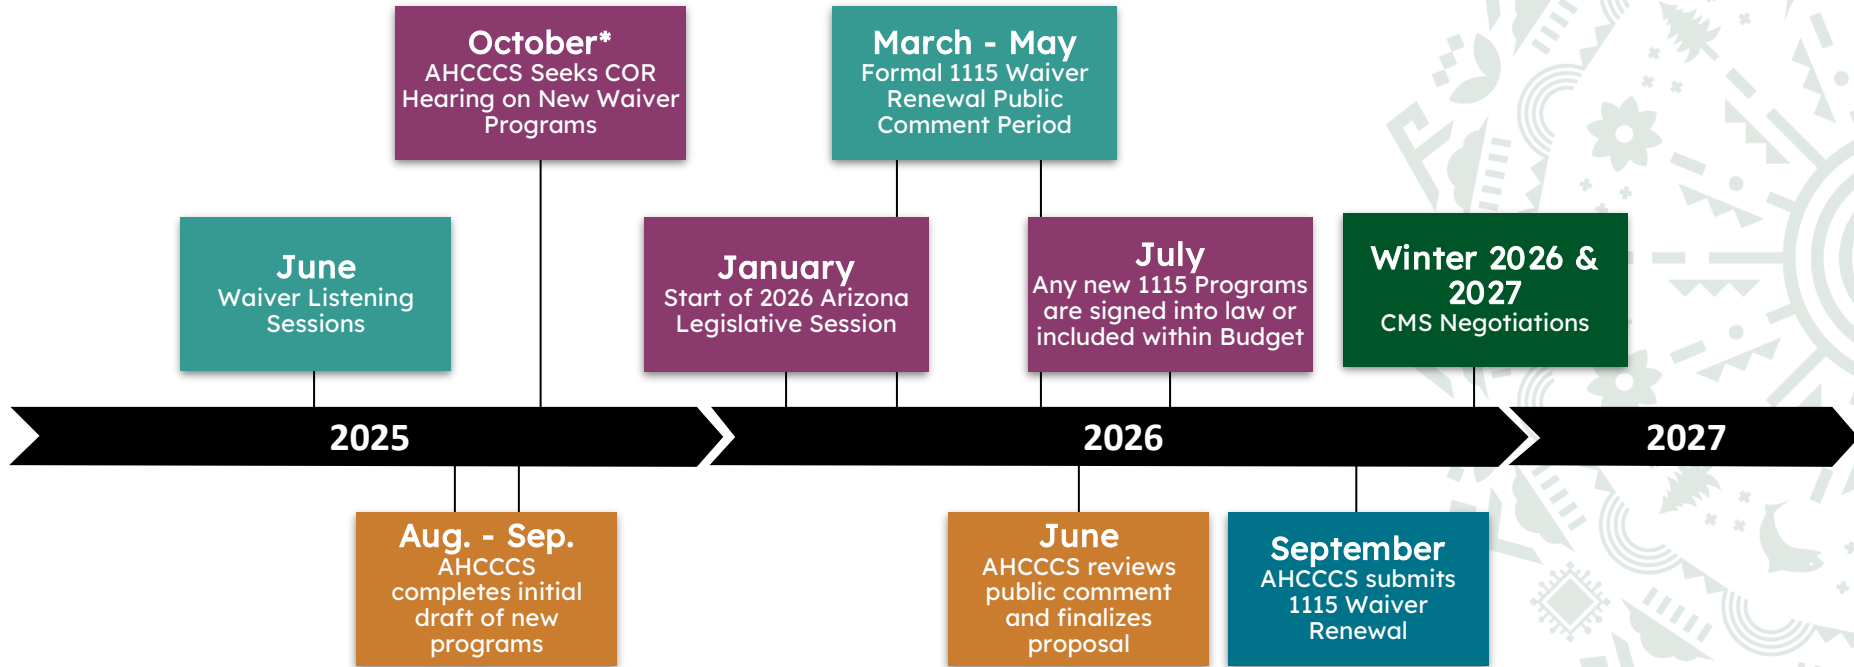 October*
AHCCCS Seeks COR
Hearing on New Waiver
Programs
March - May
Formal 1115 Waiver
Renewal Public
Comment Period
June
Waiver Listening
Sessions
January
Start of 2026 Arizona
Legislative Session
July
Any new 1115 Programs
are signed into law or
included within Budget
Winter 2026 &
2027
CMS Negotiations
2025
2026
2027
Aug. - Sep.
AHCCCS
completes initial
draft of new
programs
June
AHCCCS reviews
public comment
and finalizes
proposal
September
AHCCCS submits
1115 Waiver
Renewal